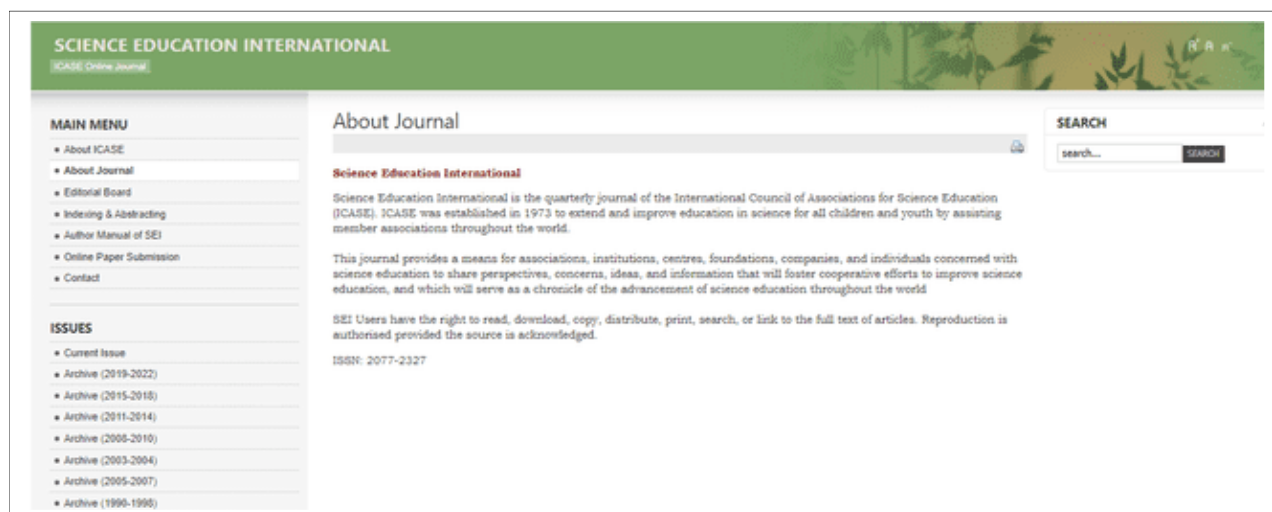 SCIENCE EDUCATION INTERNATIONAL
ICASE Online Journal
MAIN MENU
About ICASE
About Journal
Editorial Board
Indexing & Abstracting
Author Manual of SEI
Online Paper Submission
Contact
ISSUES
Current Issue
Archive (2019-2022)
Archive (2015-2018)
Archive (2011-2014)
Archive (2008-2010)
Archive (2003-2004)
Archive (2005-2007)
Archive (1990-1998)
About Journal
Science Education International
Science Education International is the quarterly journal of the International Council of Associations for Science Education
(ICASE). ICASE was established in 1973 to extend and improve education in science for all children and youth by assisting
member associations throughout the world.
This journal provides a means for associations, institutions, centres, foundations, companies, and individuals concerned with
science education to share perspectives, concerns, ideas, and information that will foster cooperative efforts to improve science
education, and which will serve as a chronicle of the advancement of science education throughout the world
SEI Users have the right to read, download, copy, distribute, print, search, or link to the full text of articles. Reproduction is
authorised provided the source is acknowledged.
ISSN: 2077-2327
SEARCH
search... SEARCH